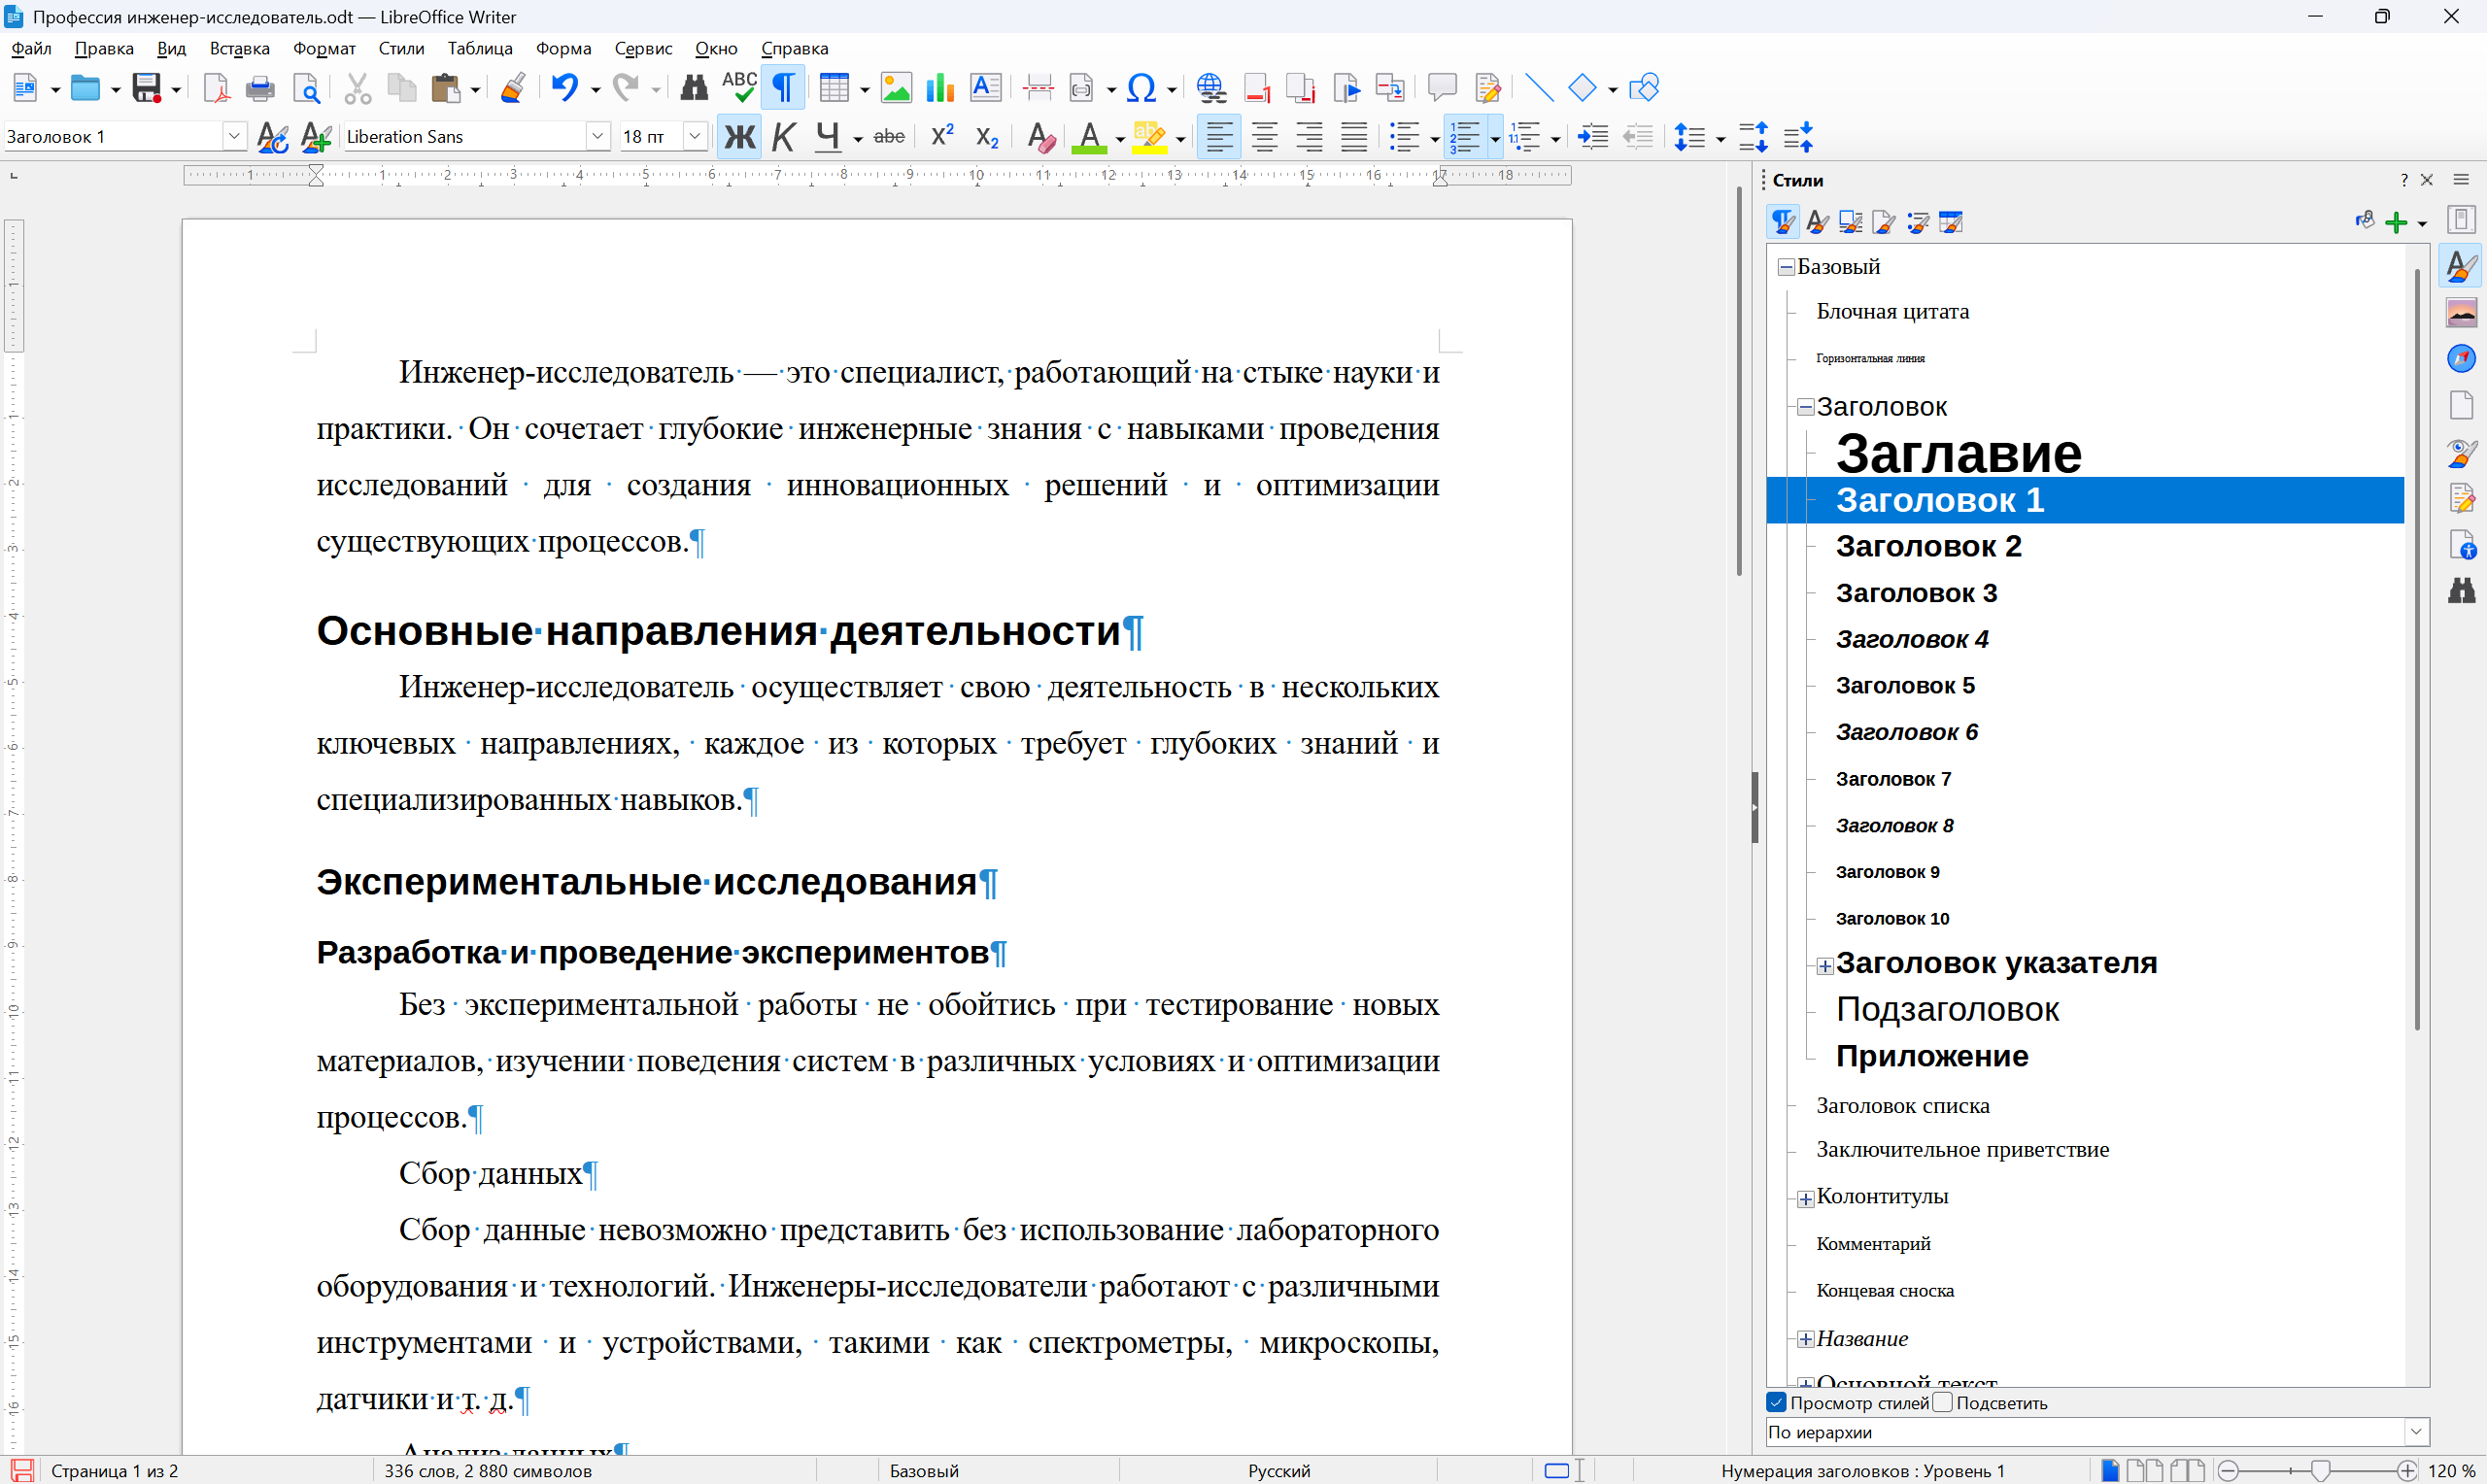 Профессия инженер-исследователь.odt — LibreOffice Writer
Файл Правка Вид Вставка Формат Стили Таблица Форма Сервис Окно Справка
Заголовок 1 Liberation Sans 18 пт
Стили
Инженер-исследователь — это специалист, работающий на стыке науки и
практики. Он сочетает глубокие инженерные знания с навыками проведения
исследований для создания инновационных решений и оптимизации
существующих процессов.¶
Основные направления деятельности¶
Инженер-исследователь осуществляет свою деятельность в нескольких
ключевых направлениях, каждое из которых требует глубоких знаний и
специализированных навыков.¶
Экспериментальные исследования¶
Разработка и проведение экспериментов¶
Без экспериментальной работы не обойтись при тестирование новых
материалов, изучении поведения систем в различных условиях и оптимизации
процессов.¶
Сбор данных¶
Сбор данные невозможно представить без использование лабораторного
оборудования и технологий. Инженеры-исследователи работают с различными
инструментами и устройствами, такими как спектрометры, микроскопы,
датчики и т. д.¶
Анализ данных¶
Базовый
Блочная цитата
Горизонтальная линия
Заголовок
Заглавие
Заголовок 1
Заголовок 2
Заголовок 3
Заголовок 4
Заголовок 5
Заголовок 6
Заголовок 7
Заголовок 8
Заголовок 9
Заголовок 10
Заголовок указателя
Подзаголовок
Приложение
Заголовок списка
Заключительное приветствие
Колонтитулы
Комментарий
Концевая сноска
Название
Основной текст
Просмотр стилей Подсветить
По иерархии
Страница 1 из 2 336 слов, 2 880 символов Базовый Русский Нумерация заголовков : Уровень 1 120 %